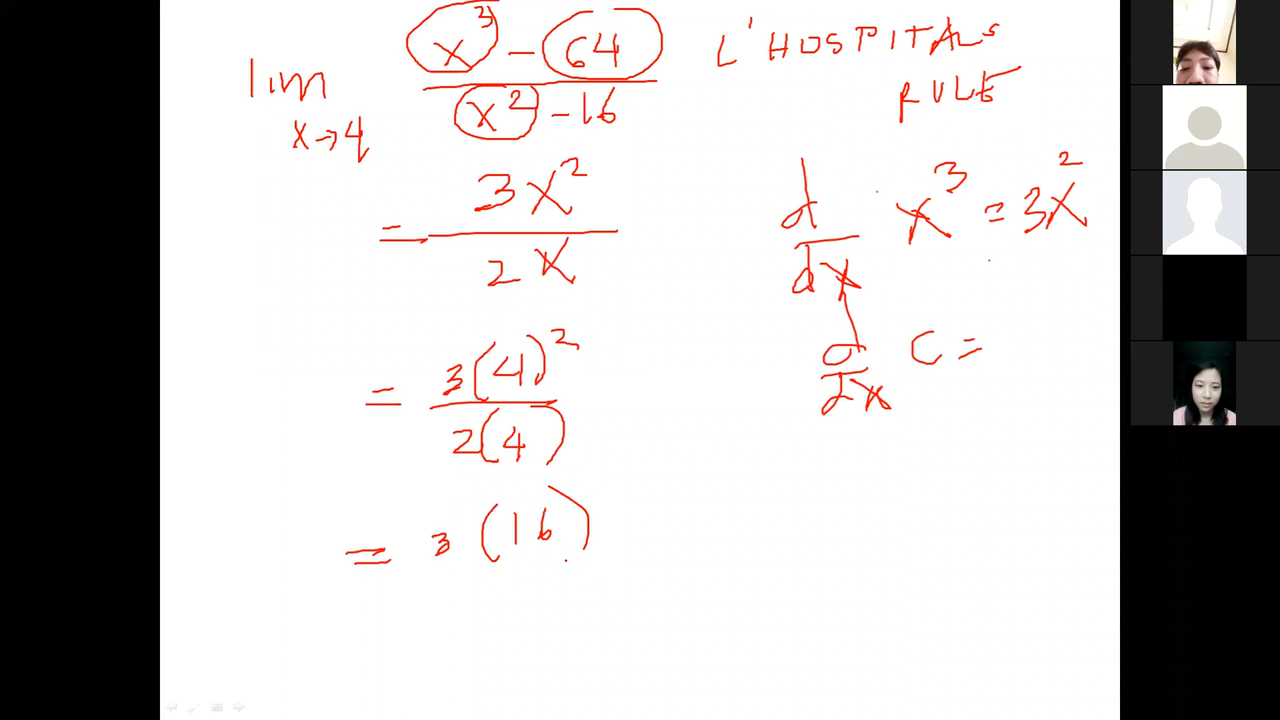 lim x→4 x³ - 64 / x² - 16
L'HOSPITALS
RULE
= 3x² / 2x
d/dx x³ = 3x²
= 3(4)² / 2(4)
d/dx C =
= 3(16)